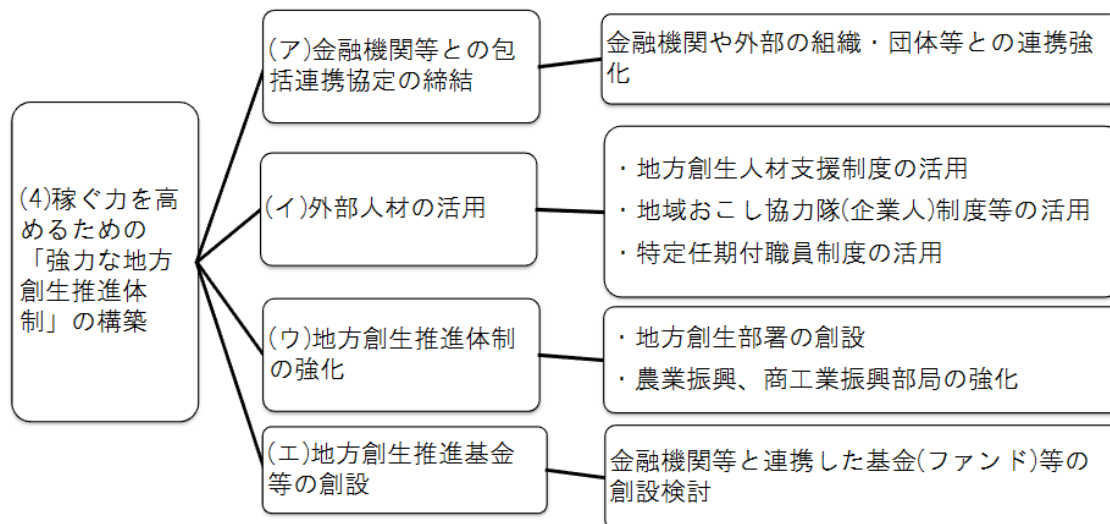 (4)稼ぐ力を高
めるための
「強力な地方
創生推進体
制」の構築
(ア)金融機関等との包
括連携協定の締結
金融機関や外部の組織・団体等との連携強
化
(イ)外部人材の活用
・地方創生人材支援制度の活用
・地域おこし協力隊(企業人)制度等の活用
・特定任期付職員制度の活用
(ウ)地方創生推進体制
の強化
・地方創生部署の創設
・農業振興、商工業振興部局の強化
(エ)地方創生推進基金
等の創設
金融機関等と連携した基金(ファンド)等の
創設検討